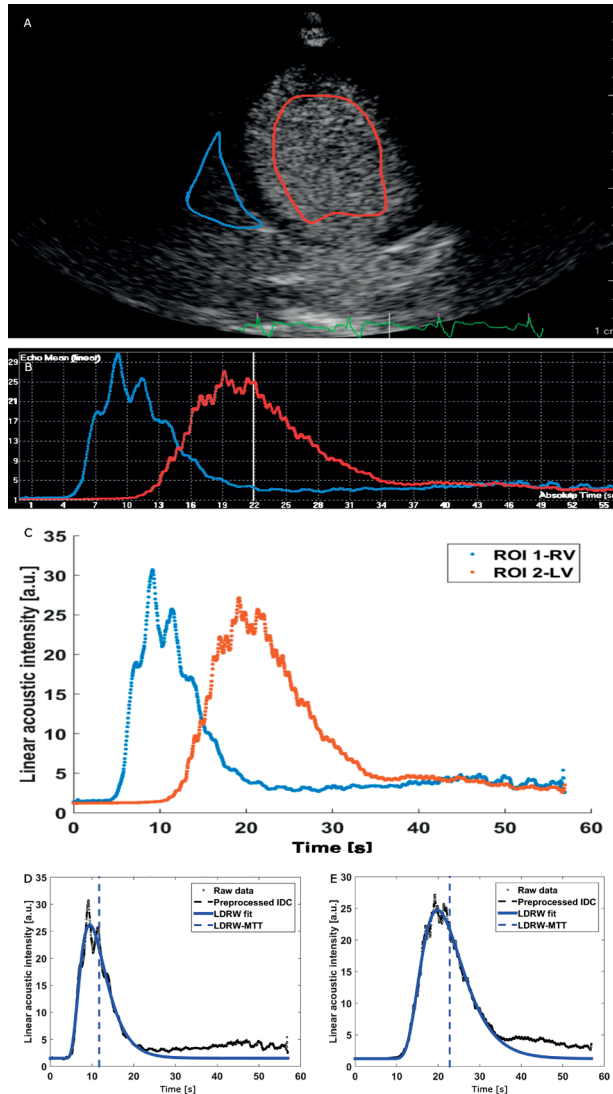 A
1 cm
Echo Mean (linear)
B
29
25
21
17
13
9
5
1
1 4 7 10 13 16 19 22 25 28 31 34 37 40 43 46 49 52 55
Absolute Time (se
C
35
30
25
20
15
10
5
0
ROI 1-RV
ROI 2-LV
Linear acoustic intensity [a.u.]
0 10 20 30 40 50 60
Time [s]
D
35
30
25
20
15
10
5
0
Raw data
Preprocessed IDC
LDRW fit
LDRW-MTT
Linear acoustic intensity [a.u.]
0 10 20 30 40 50 60
Time [s]
E
35
30
25
20
15
10
5
0
Raw data
Preprocessed IDC
LDRW fit
LDRW-MTT
Linear acoustic intensity [a.u.]
0 10 20 30 40 50 60
Time [s]